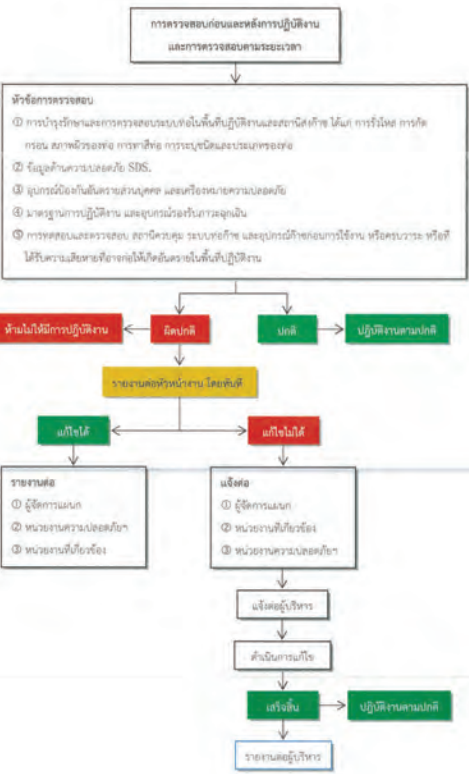 การตรวจสอบก่อนและหลังการปฏิบัติงาน
และการตรวจสอบตามระยะเวลา
หัวข้อการตรวจสอบ
① การบำรุงรักษาและการตรวจสอบระบบท่อในพื้นที่ปฏิบัติงานและสถานีส่งก๊าซ ได้แก่ การรั่วไหล การกัด
กรอน สภาพผิวของท่อ การทาสีท่อ การระบุชนิดและประเภทของท่อ
② ข้อมูลด้านความปลอดภัย SDS.
③ อุปกรณ์ป้องกันอันตรายส่วนบุคคล และเครื่องหมายความปลอดภัย
④ มาตรฐานการปฏิบัติงาน และอุปกรณ์รองรับภาวะฉุกเฉิน
⑤ การทดสอบและตรวจสอบ สถานีควบคุม ระบบท่อก๊าซ และอุปกรณ์ก๊าซก่อนการใช้งาน หรือครบวาระ หรือที่
ได้รับความเสียหายที่อาจก่อให้เกิดอันตรายในพื้นที่ปฏิบัติงาน
ห้ามไม่ให้มีการปฏิบัติงาน
ผิดปกติ
ปกติ
ปฏิบัติงานตามปกติ
รายงานต่อหัวหน้างาน โดยทันที
แก้ไขได้
แก้ไขไม่ได้
รายงานต่อ
① ผู้จัดการแผนก
② หน่วยงานความปลอดภัยฯ
③ หน่วยงานที่เกี่ยวข้อง
แจ้งต่อ
① ผู้จัดการแผนก
② หน่วยงานที่เกี่ยวข้อง
③ หน่วยงานความปลอดภัยฯ
แจ้งต่อผู้บริหาร
ดำเนินการแก้ไข
เสร็จสิ้น
ปฏิบัติงานตามปกติ
รายงานต่อผู้บริหาร